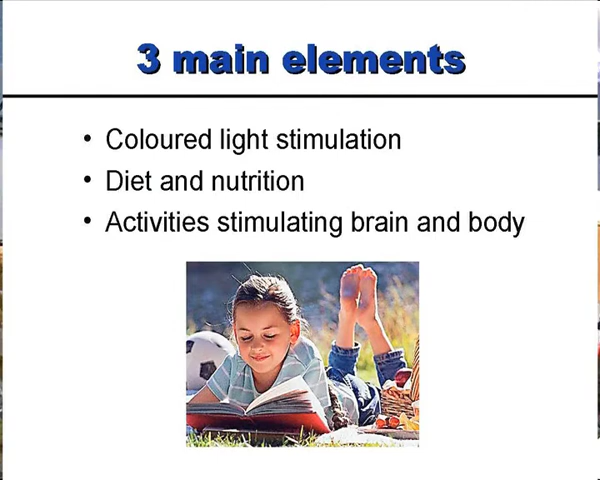 3 main elements
• Coloured light stimulation
• Diet and nutrition
• Activities stimulating brain and body